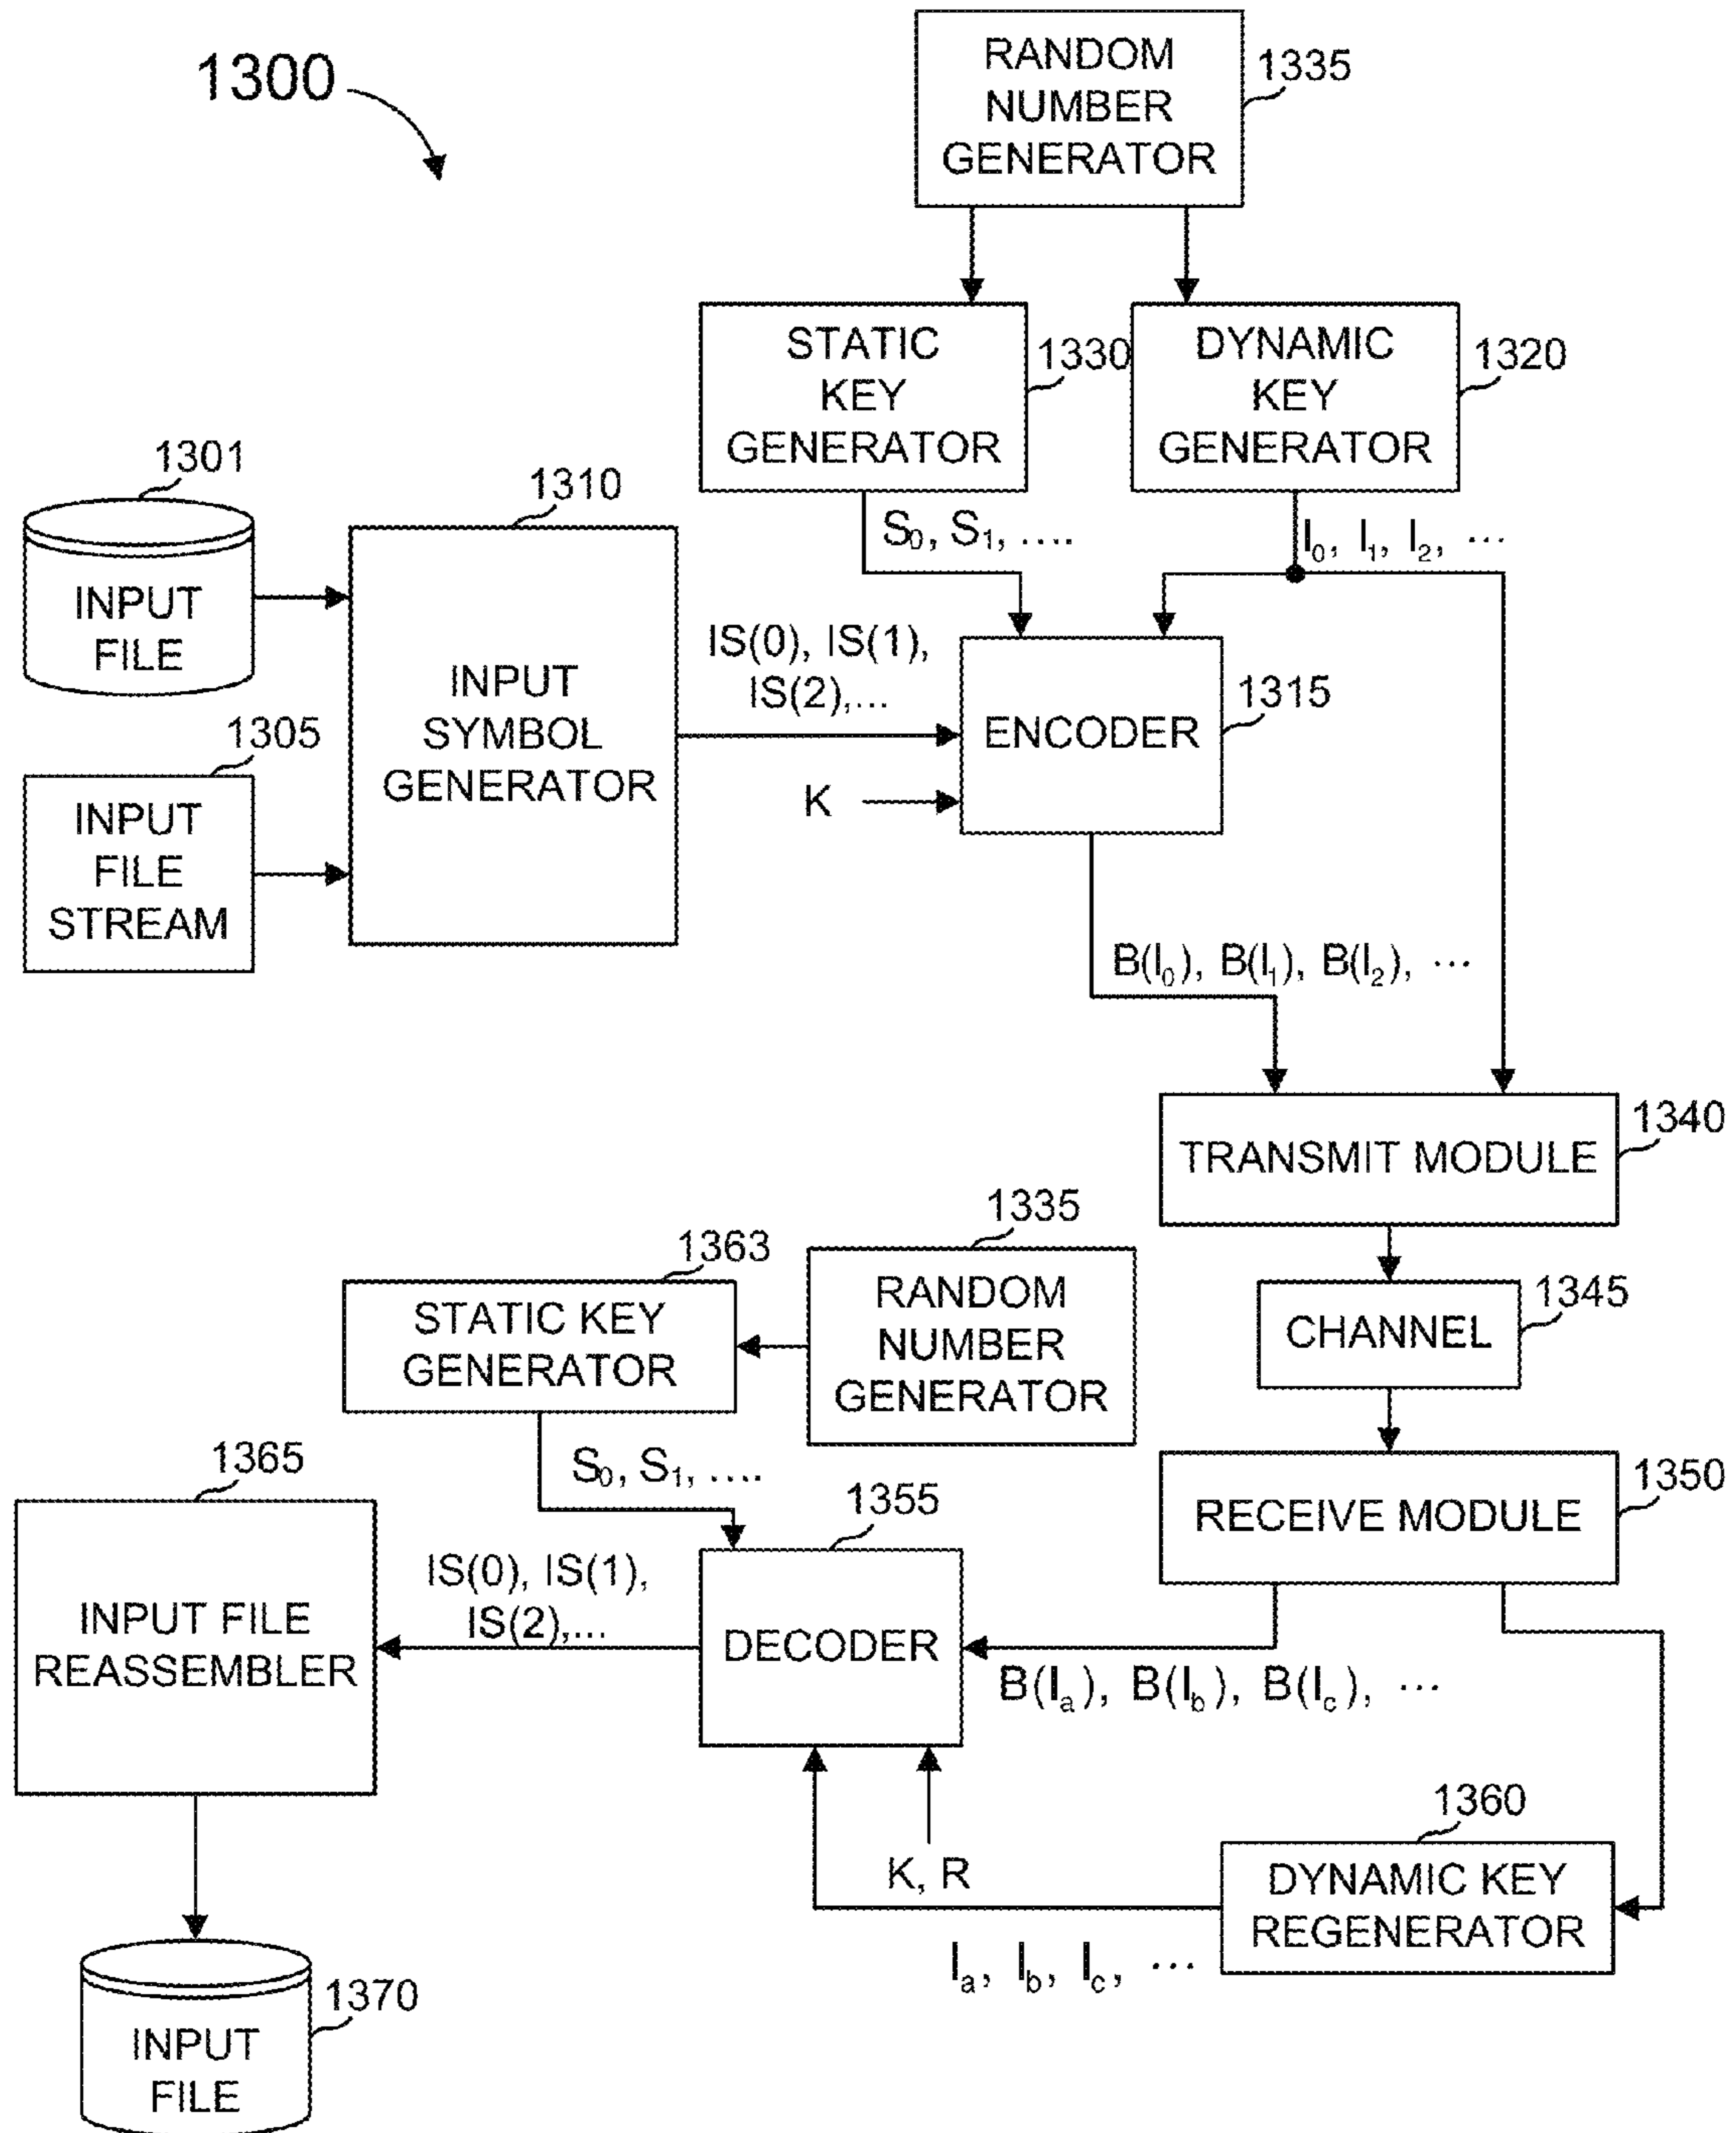 1300
RANDOM
NUMBER
GENERATOR
1335
STATIC
KEY
GENERATOR
1330
DYNAMIC
KEY
GENERATOR
1320
1301
INPUT
FILE
1310
INPUT
SYMBOL
GENERATOR
1305
INPUT
FILE
STREAM
S₀, S₁, ....
I₀, I₁, I₂, ...
IS(0), IS(1),
IS(2),...
K
ENCODER
1315
B(I₀), B(I₁), B(I₂), ...
TRANSMIT MODULE
1340
CHANNEL
1345
RECEIVE MODULE
1350
1335
RANDOM
NUMBER
GENERATOR
1363
STATIC KEY
GENERATOR
S₀, S₁, ....
1355
DECODER
B(Iₐ), B(I_b), B(I_c), ...
IS(0), IS(1),
IS(2),...
1365
INPUT FILE
REASSEMBLER
K, R
1360
DYNAMIC KEY
REGENERATOR
Iₐ, I_b, I_c, ...
1370
INPUT
FILE